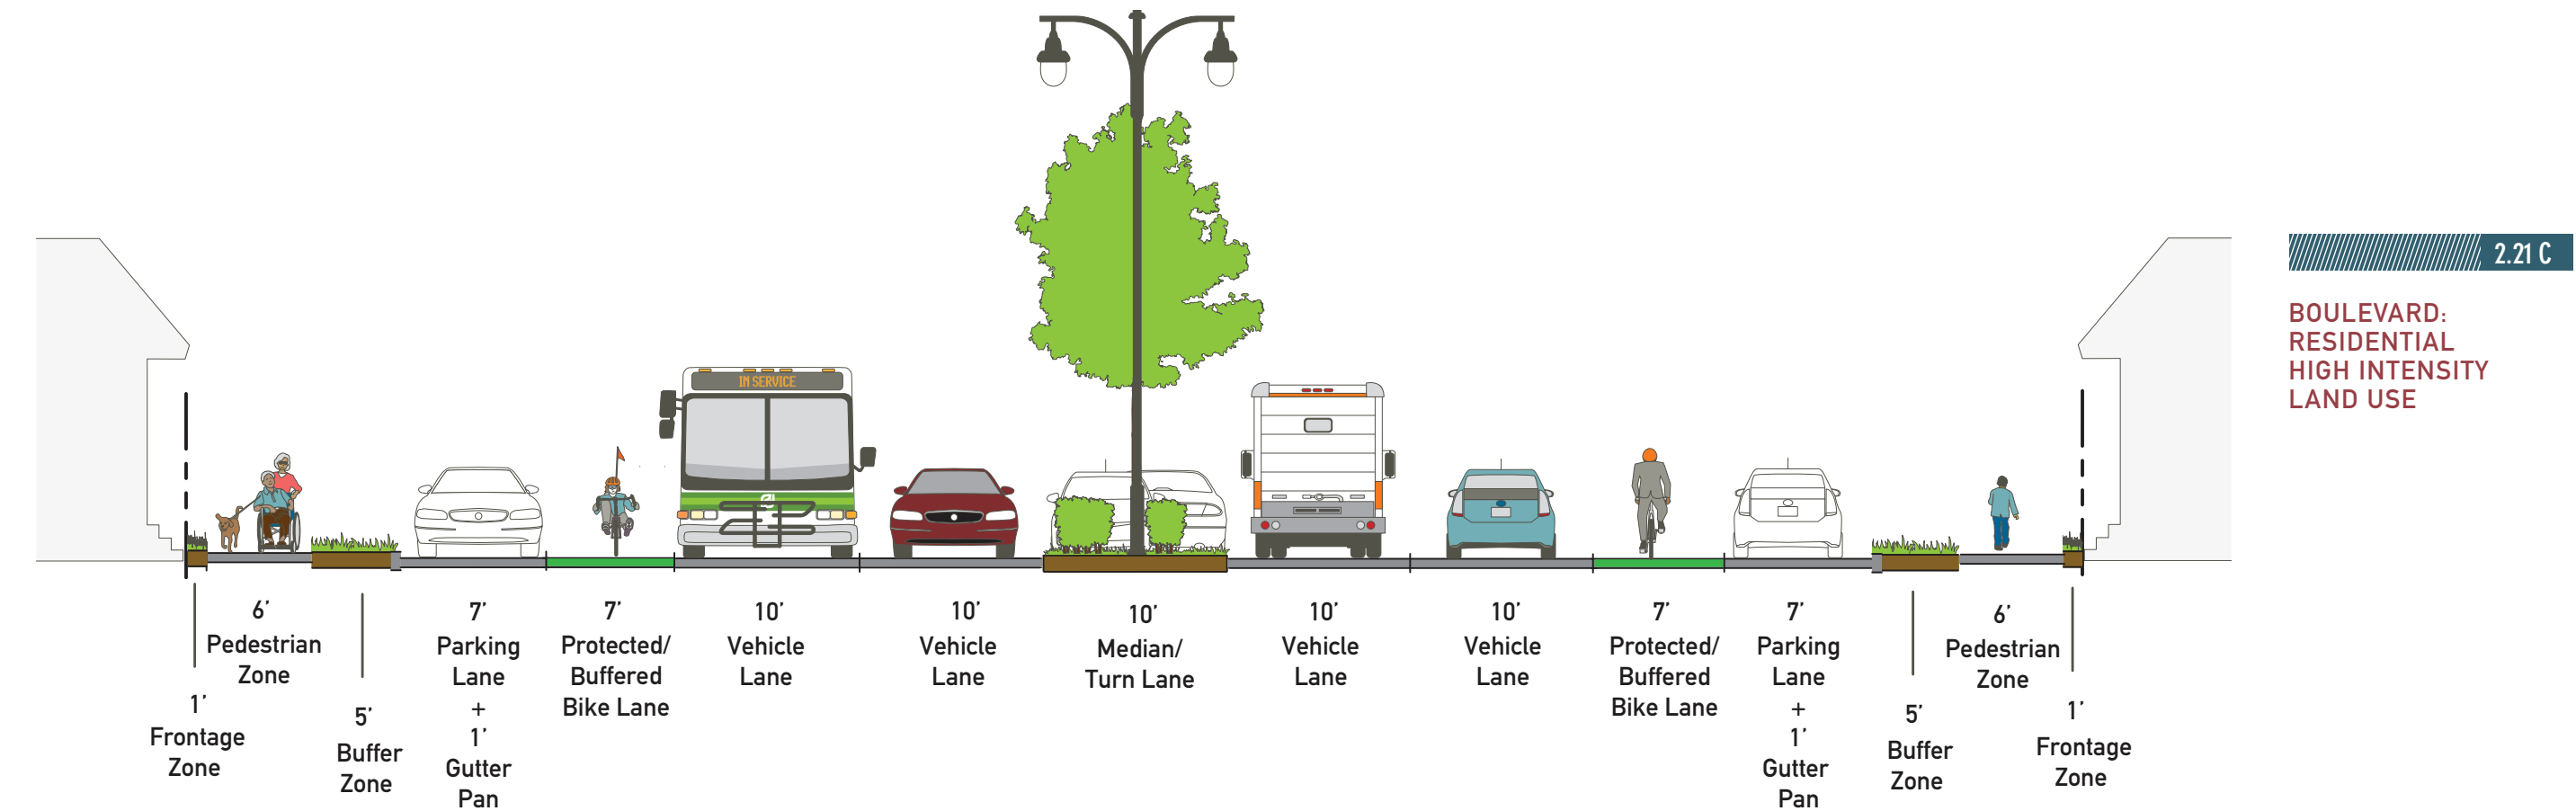 IN SERVICE
2.21 C
BOULEVARD:
RESIDENTIAL
HIGH INTENSITY
LAND USE
1’
Frontage
Zone
6’
Pedestrian
Zone
5’
Buffer
Zone
7’
Parking
Lane
+
1’
Gutter
Pan
7’
Protected/
Buffered
Bike Lane
10’
Vehicle
Lane
10’
Vehicle
Lane
10’
Median/
Turn Lane
10’
Vehicle
Lane
10’
Vehicle
Lane
7’
Protected/
Buffered
Bike Lane
7’
Parking
Lane
+
1’
Gutter
Pan
5’
Buffer
Zone
6’
Pedestrian
Zone
1’
Frontage
Zone